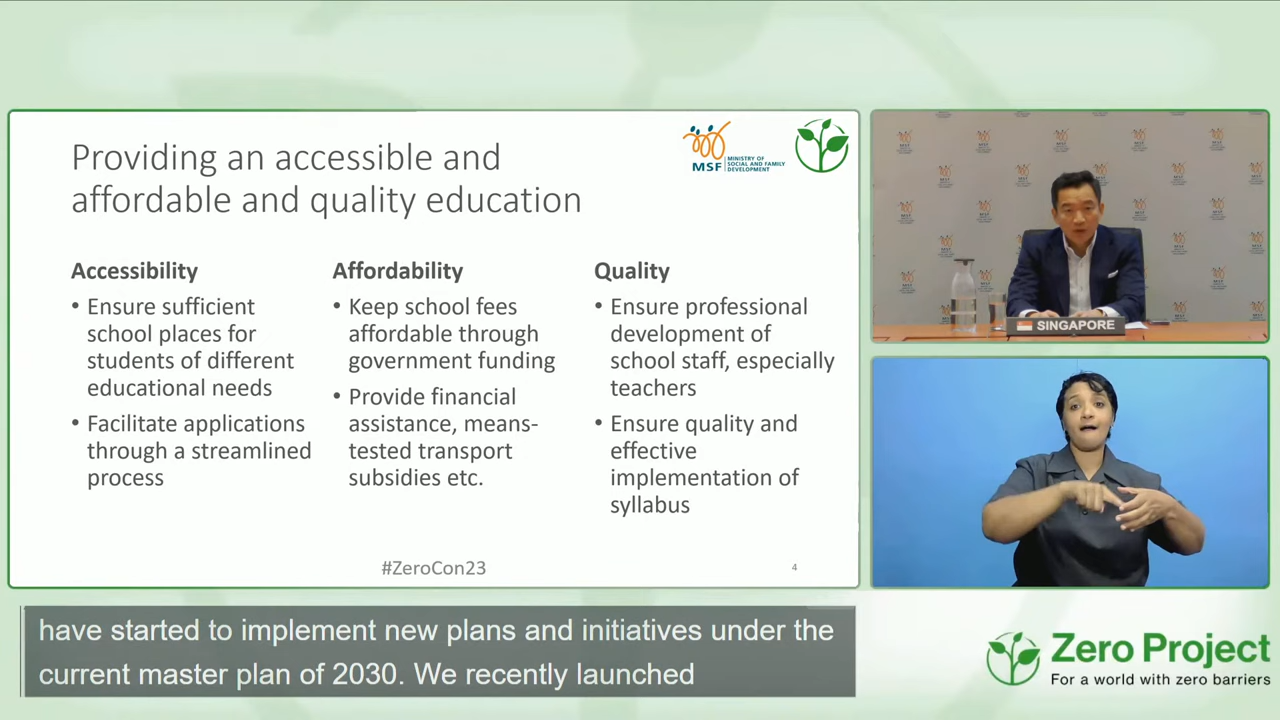 Providing an accessible and
affordable and quality education
MSF
MINISTRY OF
SOCIAL AND FAMILY
DEVELOPMENT
Accessibility
• Ensure sufficient
school places for
students of different
educational needs
• Facilitate applications
through a streamlined
process
Affordability
• Keep school fees
affordable through
government funding
• Provide financial
assistance, means-
tested transport
subsidies etc.
Quality
• Ensure professional
development of
school staff, especially
teachers
• Ensure quality and
effective
implementation of
syllabus
#ZeroCon23
4
SINGAPORE
have started to implement new plans and initiatives under the
current master plan of 2030. We recently launched
Zero Project
For a world with zero barriers